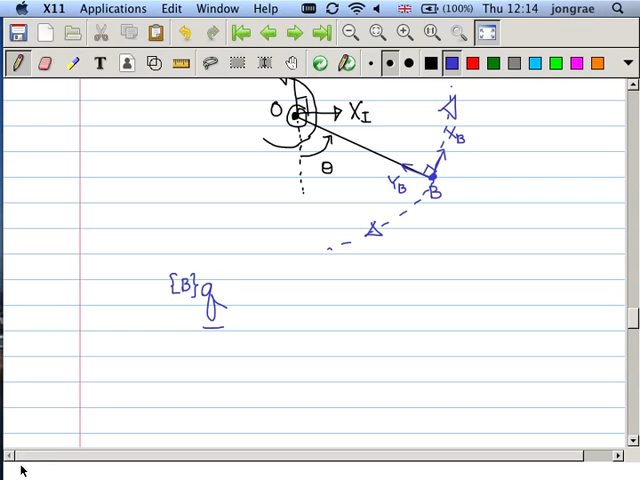 X11 Applications Edit Window Help (100%) Thu 12:14 jongrae
O X_I
θ
X_B
Y_B
B
{B}g